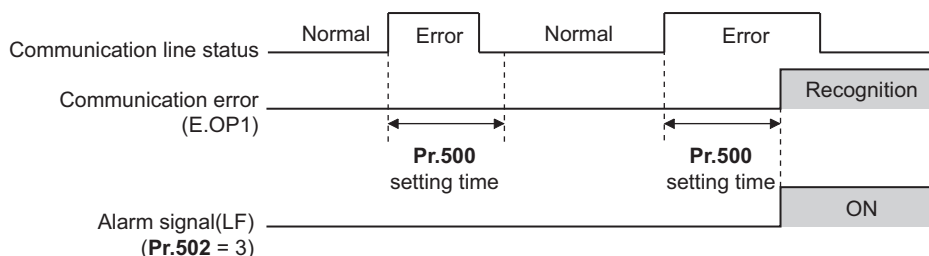 Normal Error Normal Error
Communication line status
Recognition
Communication error
(E.OP1)
Pr.500 Pr.500
setting time setting time
ON
Alarm signal(LF)
(Pr.502 = 3)